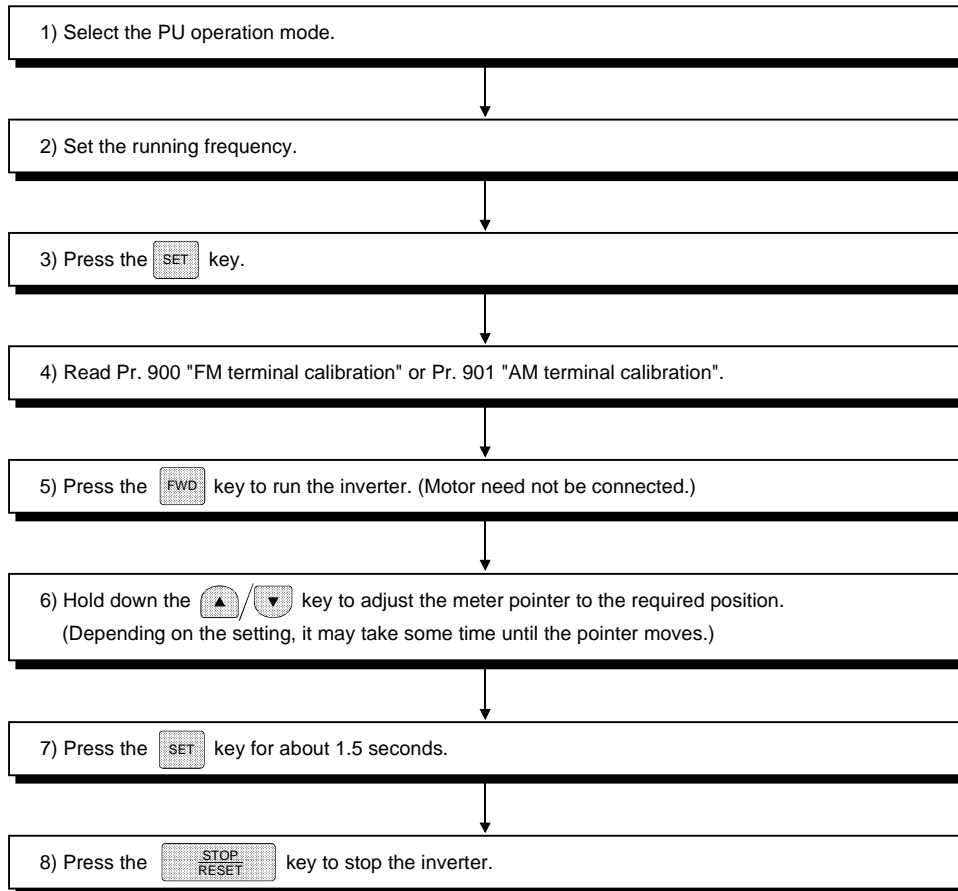 1) Select the PU operation mode.
2) Set the running frequency.
3) Press the SET key.
4) Read Pr. 900 "FM terminal calibration" or Pr. 901 "AM terminal calibration".
5) Press the FWD key to run the inverter. (Motor need not be connected.)
6) Hold down the ▲/▼ key to adjust the meter pointer to the required position.
(Depending on the setting, it may take some time until the pointer moves.)
7) Press the SET key for about 1.5 seconds.
8) Press the STOP RESET key to stop the inverter.